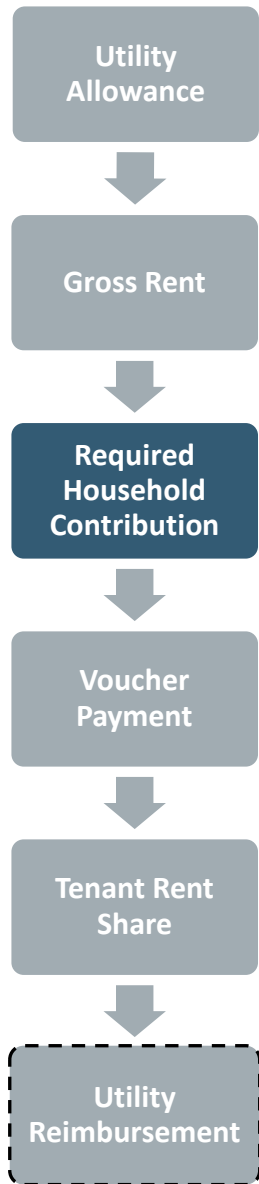 Utility
Allowance
Gross Rent
Required
Household
Contribution
Voucher
Payment
Tenant Rent
Share
Utility
Reimbursement